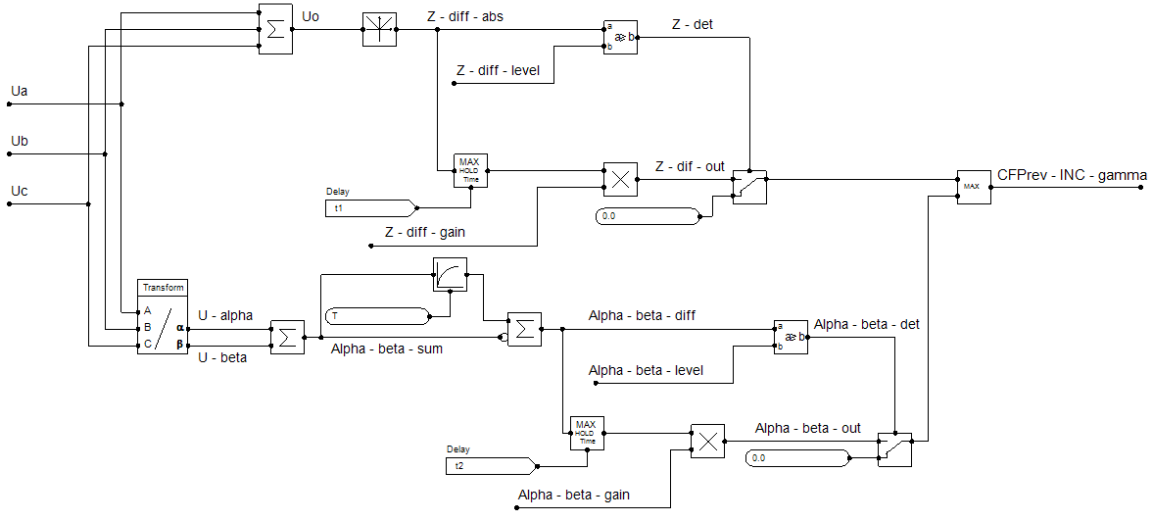 Uo
Z - diff - abs
a
a≥b
b
Z - det
Z - diff - level
Ua
Ub
Uc
MAX
HOLD
Time
Z - dif - out
Delay
t1
0.0
Z - diff - gain
MAX
CFPrev - INC - gamma
Transform
A
B
C
α
β
U - alpha
U - beta
T
Alpha - beta - sum
Alpha - beta - diff
a
a≥b
b
Alpha - beta - det
Alpha - beta - level
MAX
HOLD
Time
Alpha - beta - out
Delay
t2
0.0
Alpha - beta - gain